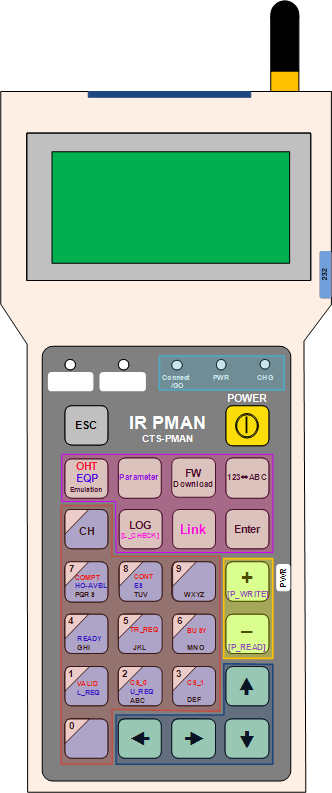 232
Connect
/GO
PWR
CHG
POWER
ESC
IR PMAN
CTS-PMAN
OHT
EQP
Emulation
Parameter
FW
Download
123⇔ABC
CH
LOG
[L_CHECK]
Link
Enter
7
COMPT
HO-AVBL
PQRS
8
CONT
ES
TUV
9
WXYZ
+
[P_WRITE]
PWR
4
READY
GHI
5
TR_REQ
JKL
6
BUSY
MNO
−
[P_READ]
1
VALID
L_REQ
2
CS_0
U_REQ
ABC
3
CS_1
DEF
0